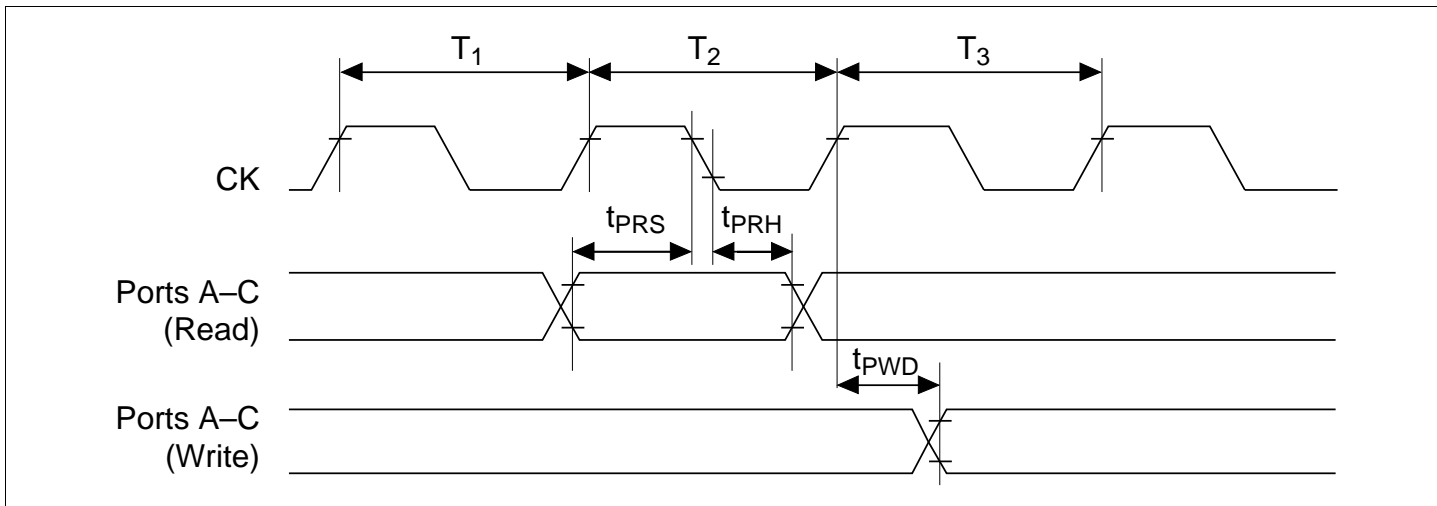 T1 T2 T3
CK
tPRS tPRH
Ports A–C
(Read)
tPWD
Ports A–C
(Write)